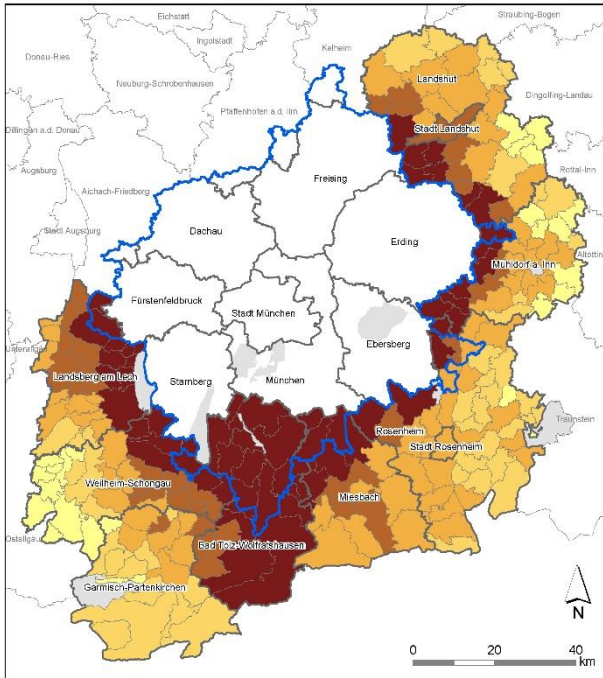 Eichstätt
Straubing-Bogen
Ingolstadt
Kelheim
Donau-Ries
Landshut
Neuburg-Schrobenhausen
Dingolfing-Landau
Pfaffenhofen a.d. Ilm
Dillingen a.d. Donau
Stadt Landshut
Augsburg
Rottal-Inn
Freising
Aichach-Friedberg
Dachau
Stadt Augsburg
Erding
Altötting
Mühldorf a. Inn
Fürstenfeldbruck
Stadt München
Ebersberg
Unterallgäu
Landsberg am Lech
Starnberg
München
Traunstein
Rosenheim
Stadt Rosenheim
Weilheim-Schongau
Miesbach
Ostallgäu
Bad Tölz-Wolfratshausen
Garmisch-Partenkirchen
N
0 20 40
km